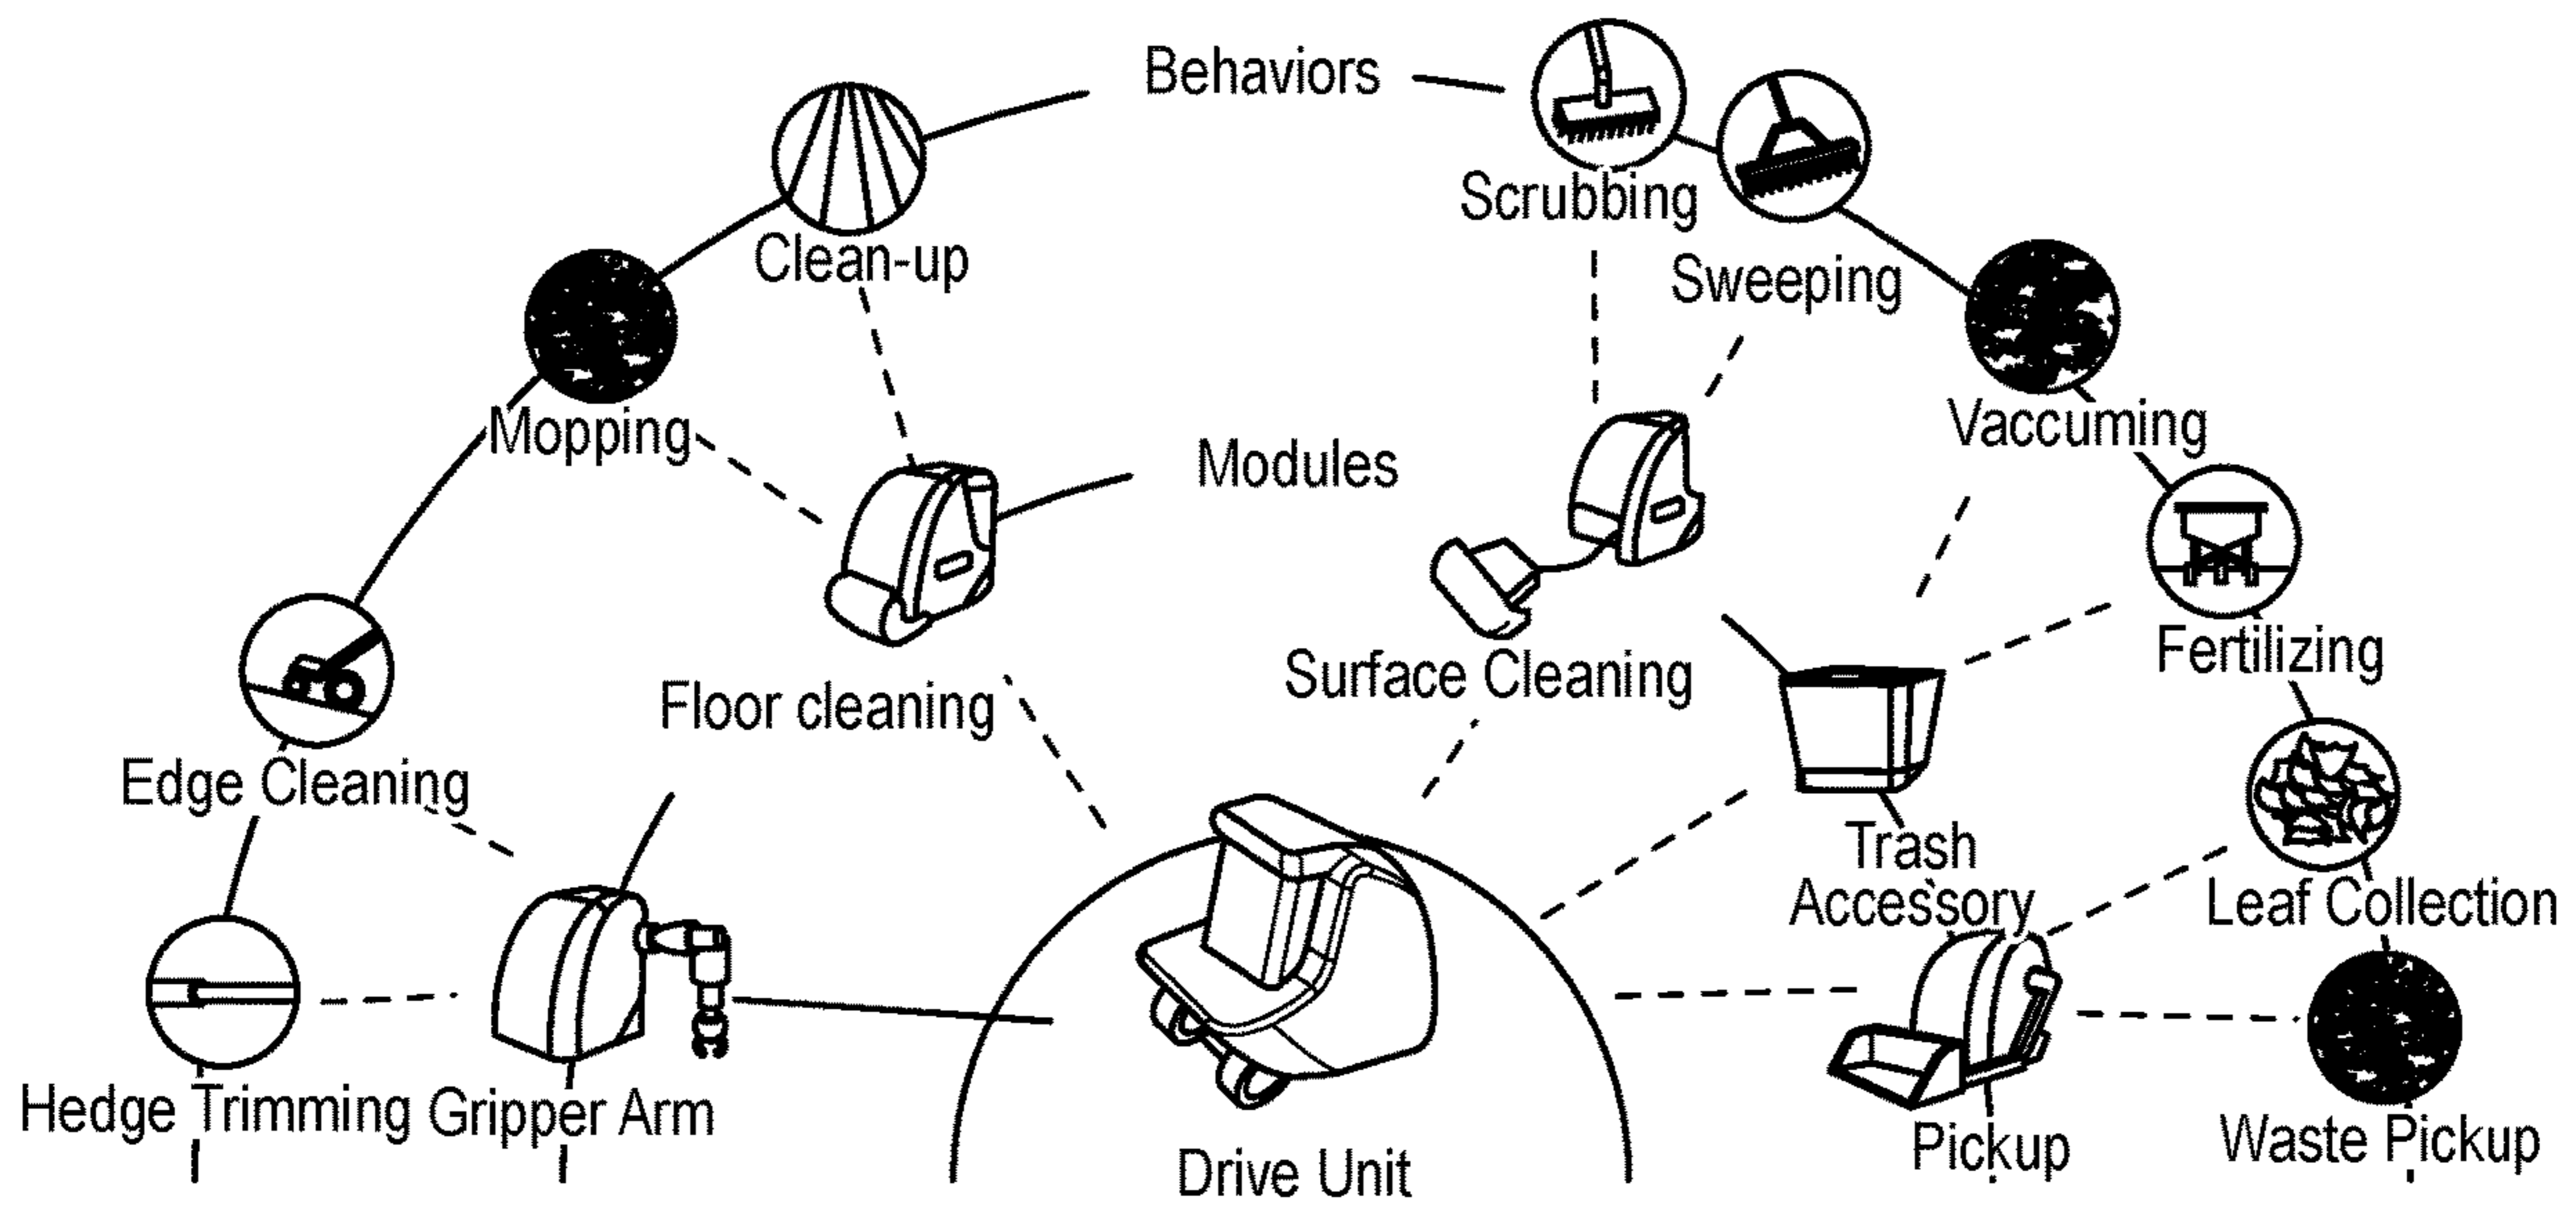 Behaviors
Scrubbing
Clean-up
Sweeping
Mopping
Vaccuming
Modules
Fertilizing
Surface Cleaning
Floor cleaning
Edge Cleaning
Trash
Accessory
Leaf Collection
Hedge Trimming
Gripper Arm
Pickup
Waste Pickup
Drive Unit